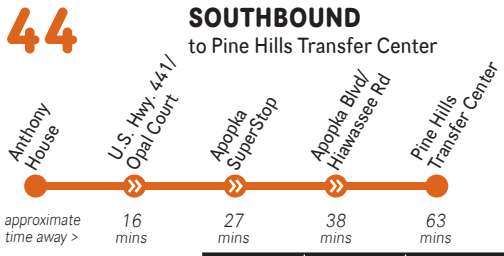 44
SOUTHBOUND
to Pine Hills Transfer Center
Anthony
House
U.S. Hwy. 441/
Opal Court
Apopka
SuperStop
Apopka Blvd/
Hiawassee Rd
Pine Hills
Transfer Center
approximate
time away >
16
mins
27
mins
38
mins
63
mins